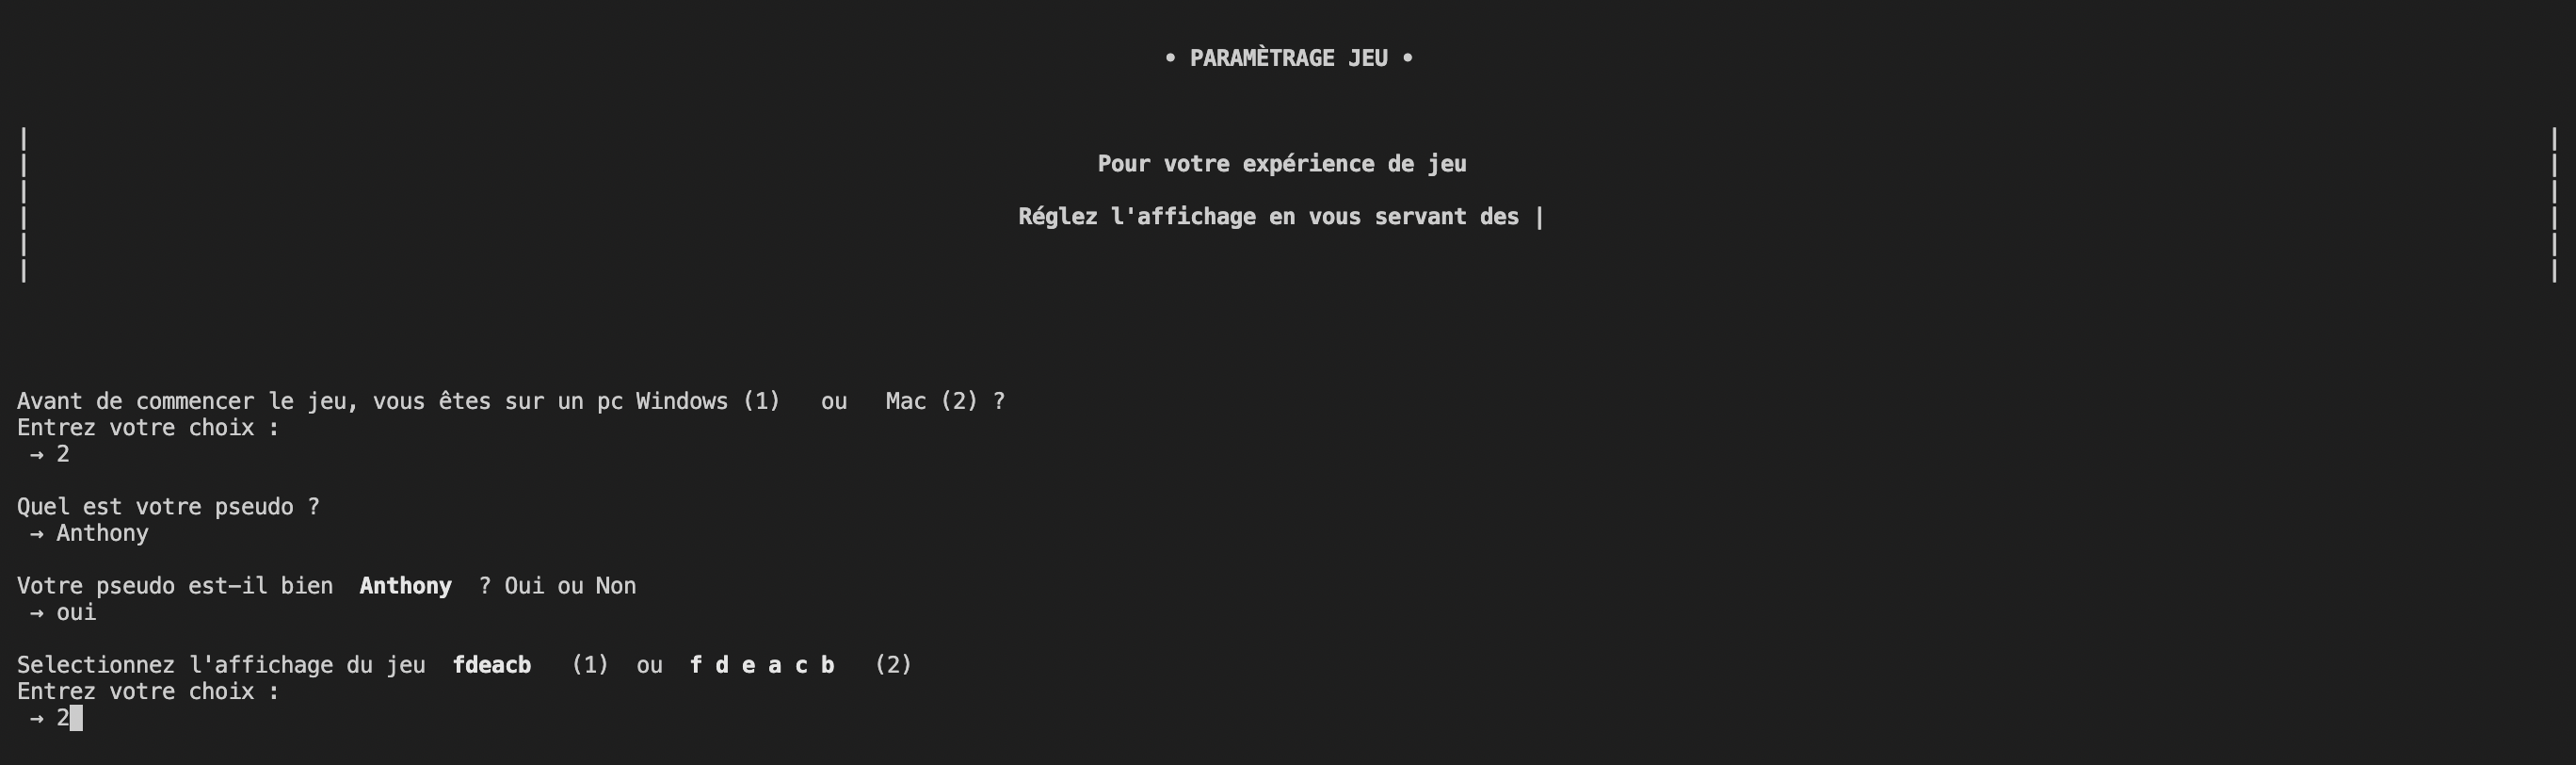 • PARAMÈTRAGE JEU •
| |
| Pour votre expérience de jeu |
| |
| Réglez l'affichage en vous servant des | |
| |
| |
Avant de commencer le jeu, vous êtes sur un pc Windows (1) ou Mac (2) ?
Entrez votre choix :
→ 2
Quel est votre pseudo ?
→ Anthony
Votre pseudo est-il bien Anthony ? Oui ou Non
→ oui
Selectionnez l'affichage du jeu fdeacb (1) ou f d e a c b (2)
Entrez votre choix :
→ 2